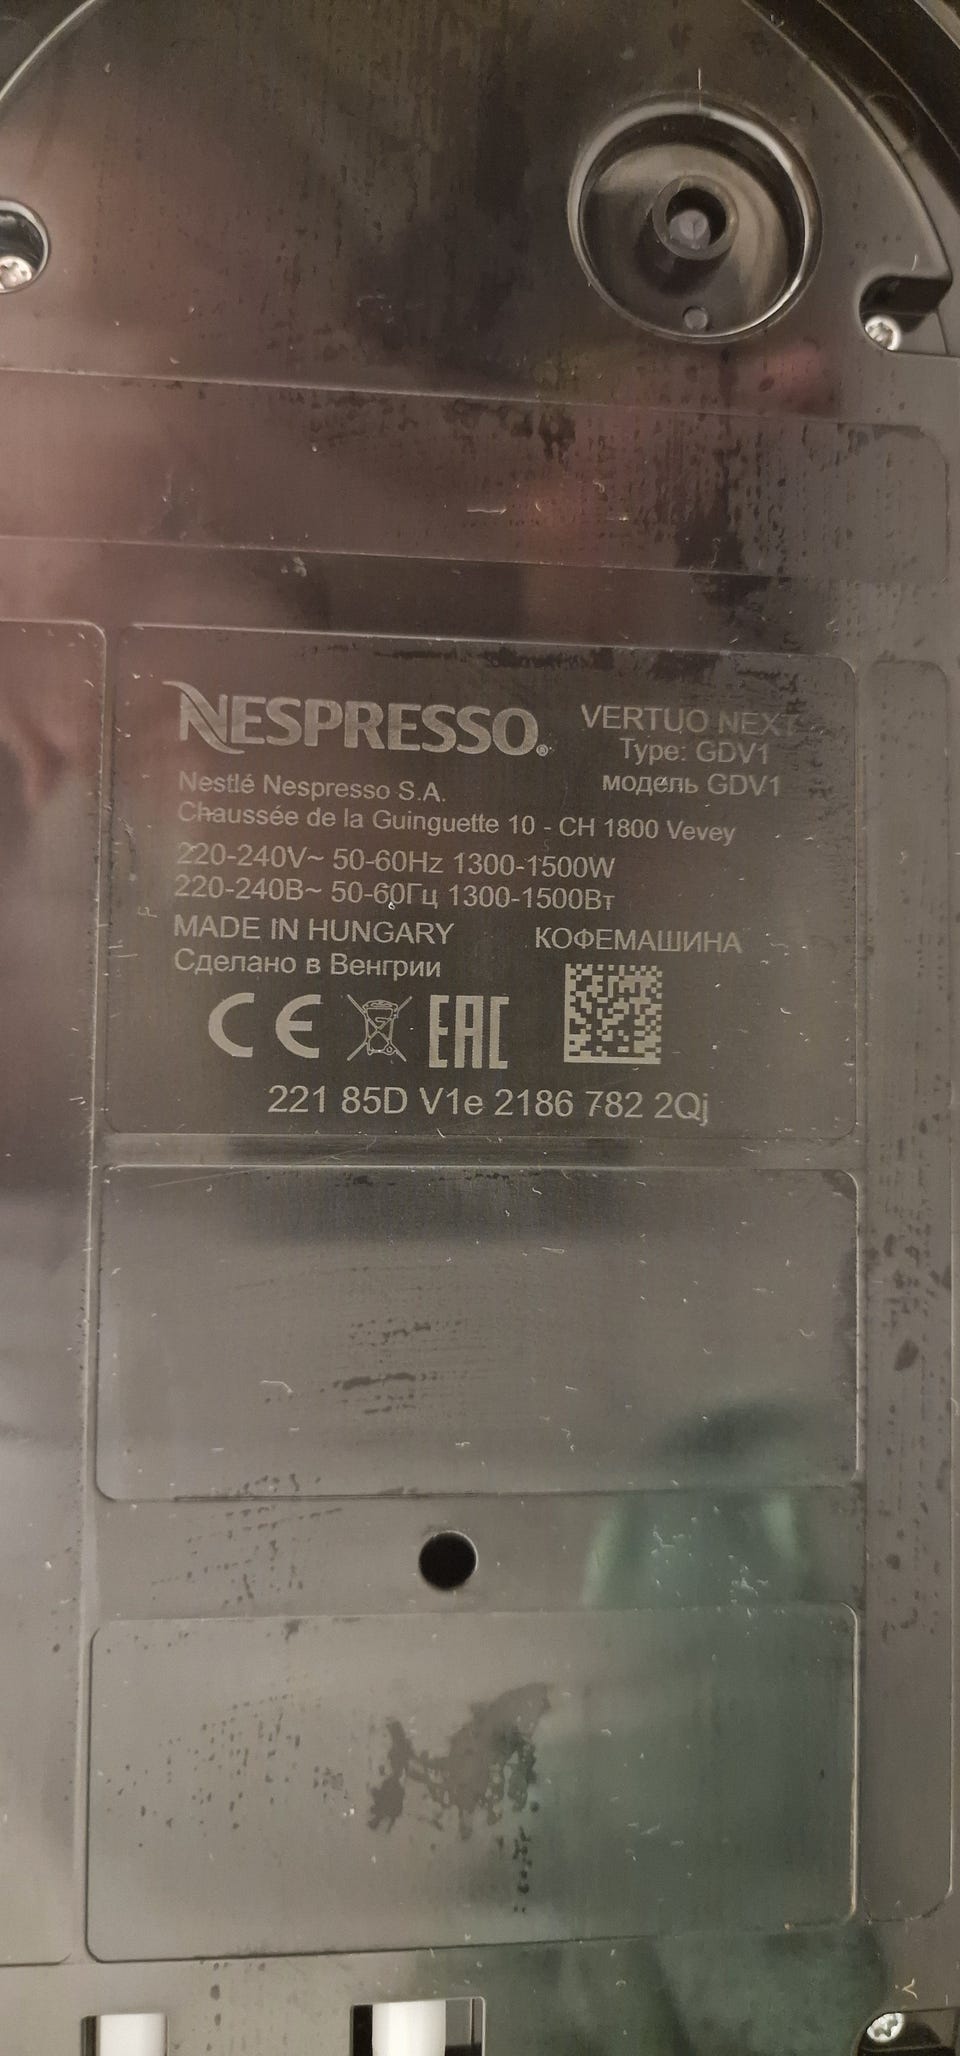 NESPRESSO®
VERTUO NEXT
Type: GDV1
модель GDV1
Nestlé Nespresso S.A.
Chaussée de la Guinguette 10 - CH 1800 Vevey
220-240V~ 50-60Hz 1300-1500W
220-240В~ 50-60Гц 1300-1500Вт
MADE IN HUNGARY
КОФЕМАШИНА
Сделано в Венгрии
CE
EAC
221 85D V1e 2186 782 2Qj